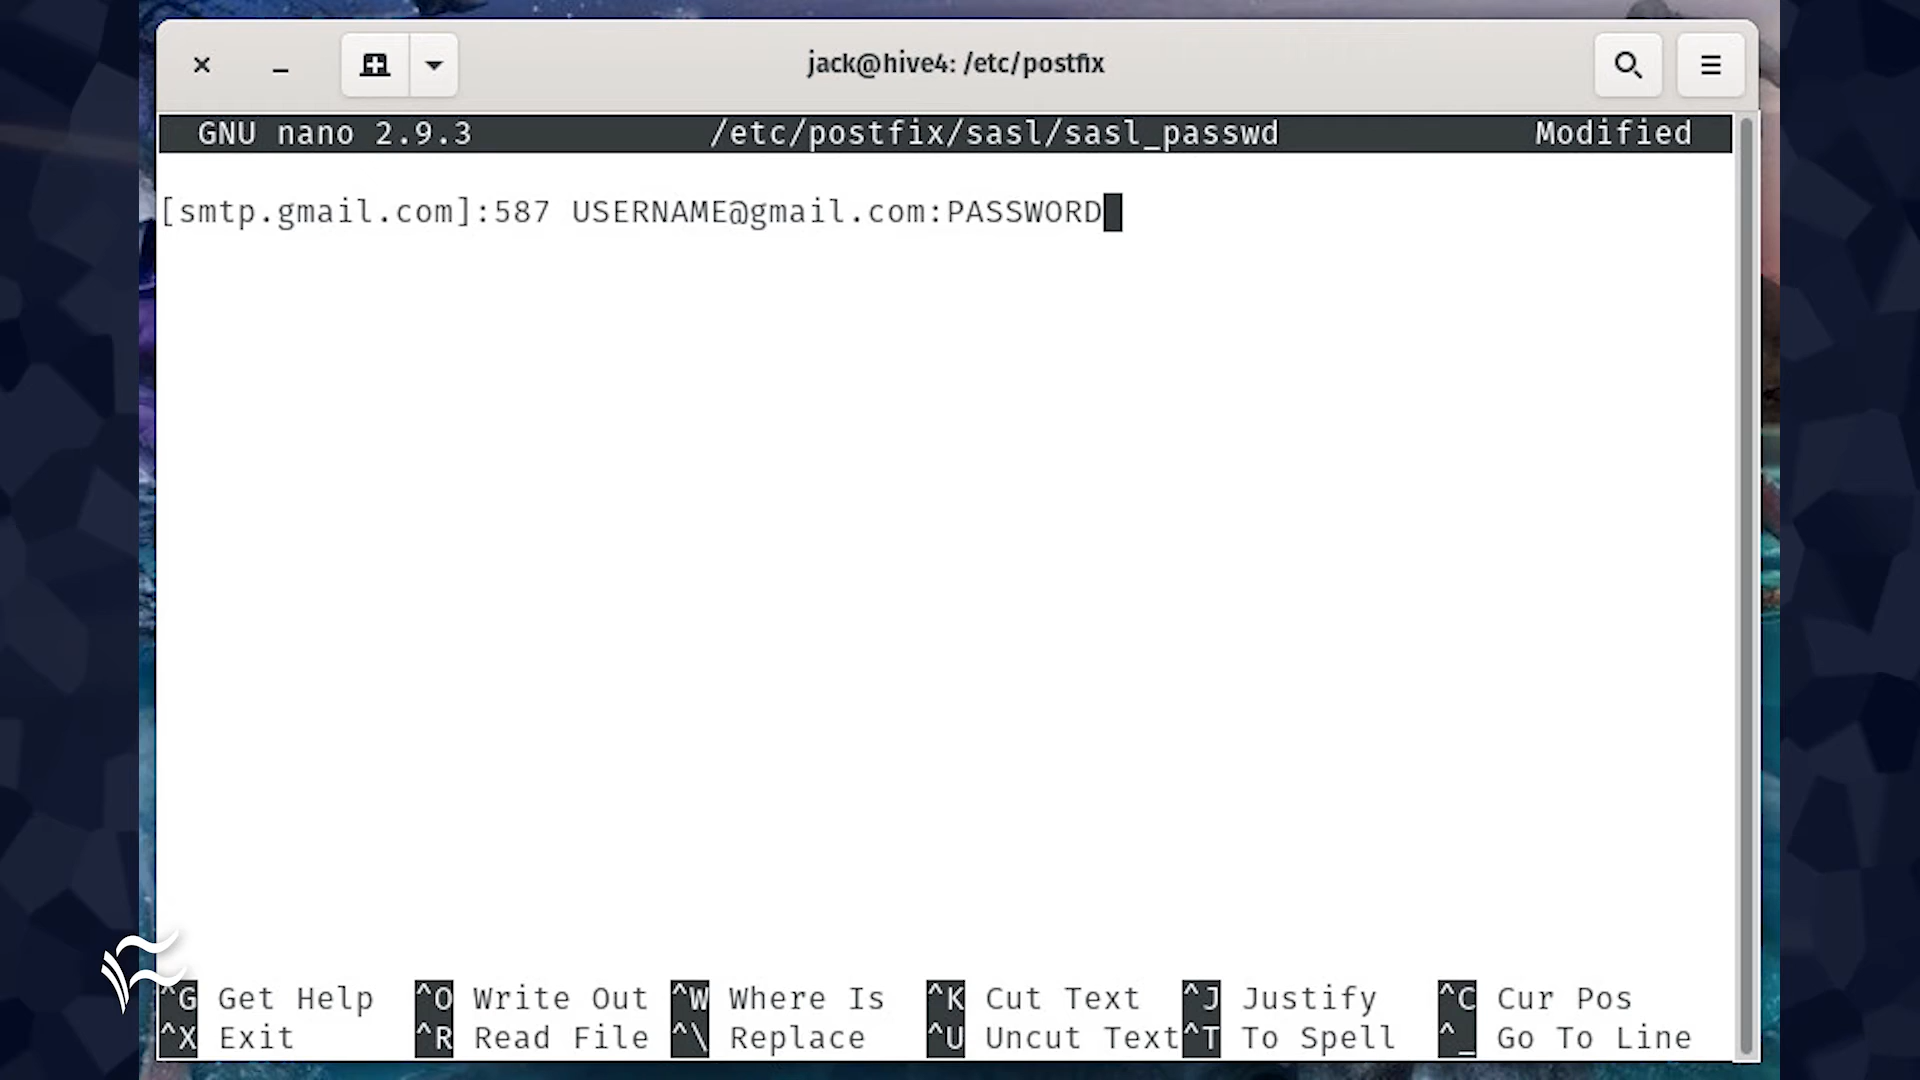 jack@hive4: /etc/postfix
GNU nano 2.9.3 /etc/postfix/sasl/sasl_passwd Modified
[smtp.gmail.com]:587 USERNAME@gmail.com:PASSWORD
^G Get Help ^O Write Out ^W Where Is ^K Cut Text ^J Justify ^C Cur Pos
^X Exit ^R Read File ^\ Replace ^U Uncut Text ^T To Spell ^_ Go To Line